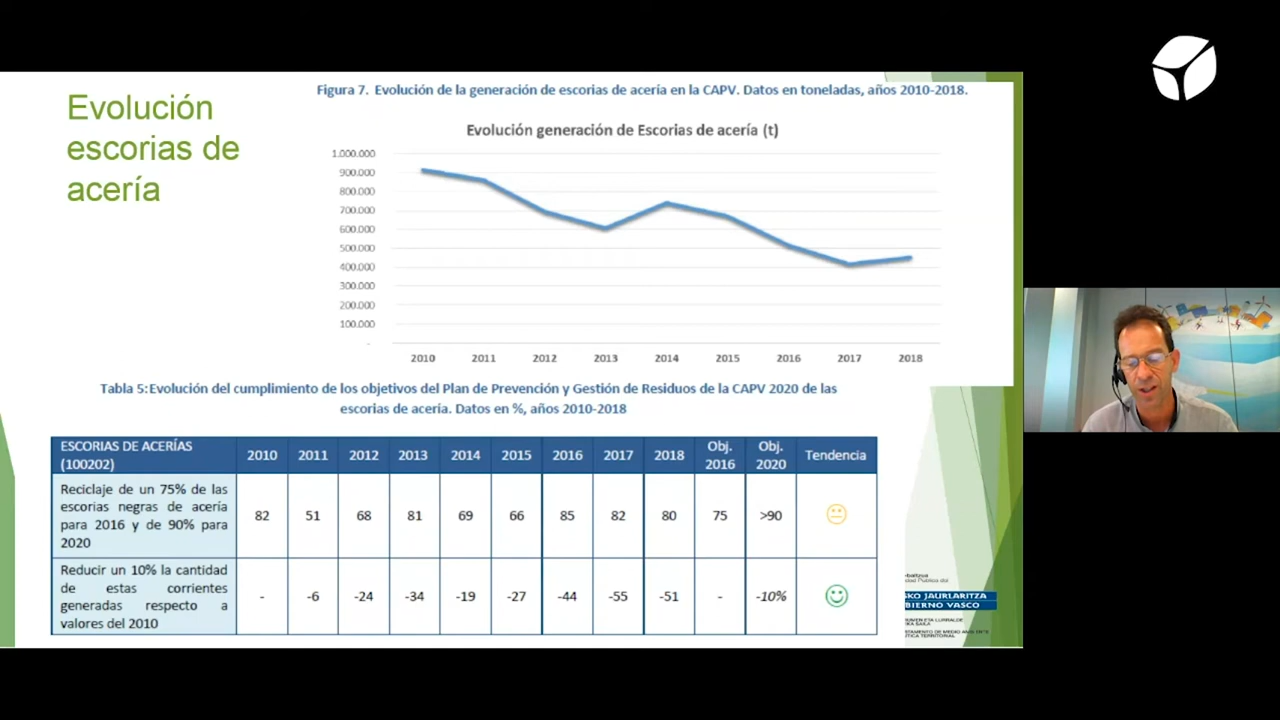 Evolución
escorias de
acería
Figura 7. Evolución de la generación de escorias de acería en la CAPV. Datos en toneladas, años 2010-2018.
Evolución generación de Escorias de acería (t)
1.000.000
900.000
800.000
700.000
600.000
500.000
400.000
300.000
200.000
100.000
-
2010 2011 2012 2013 2014 2015 2016 2017 2018
Tabla 5: Evolución del cumplimiento de los objetivos del Plan de Prevención y Gestión de Residuos de la CAPV 2020 de las
escorias de acería. Datos en %, años 2010-2018
ESCORIAS DE ACERÍAS
(100202)
2010 2011 2012 2013 2014 2015 2016 2017 2018
Obj.
2016
Obj.
2020
Tendencia
Reciclaje de un 75% de las
escorias negras de acería
para 2016 y de 90% para
2020
82 51 68 81 69 66 85 82 80 75 >90
Reducir un 10% la cantidad
de estas corrientes
generadas respecto a
valores del 2010
- -6 -24 -34 -19 -27 -44 -55 -51 - -10%
JAURLARITZA
VASCO